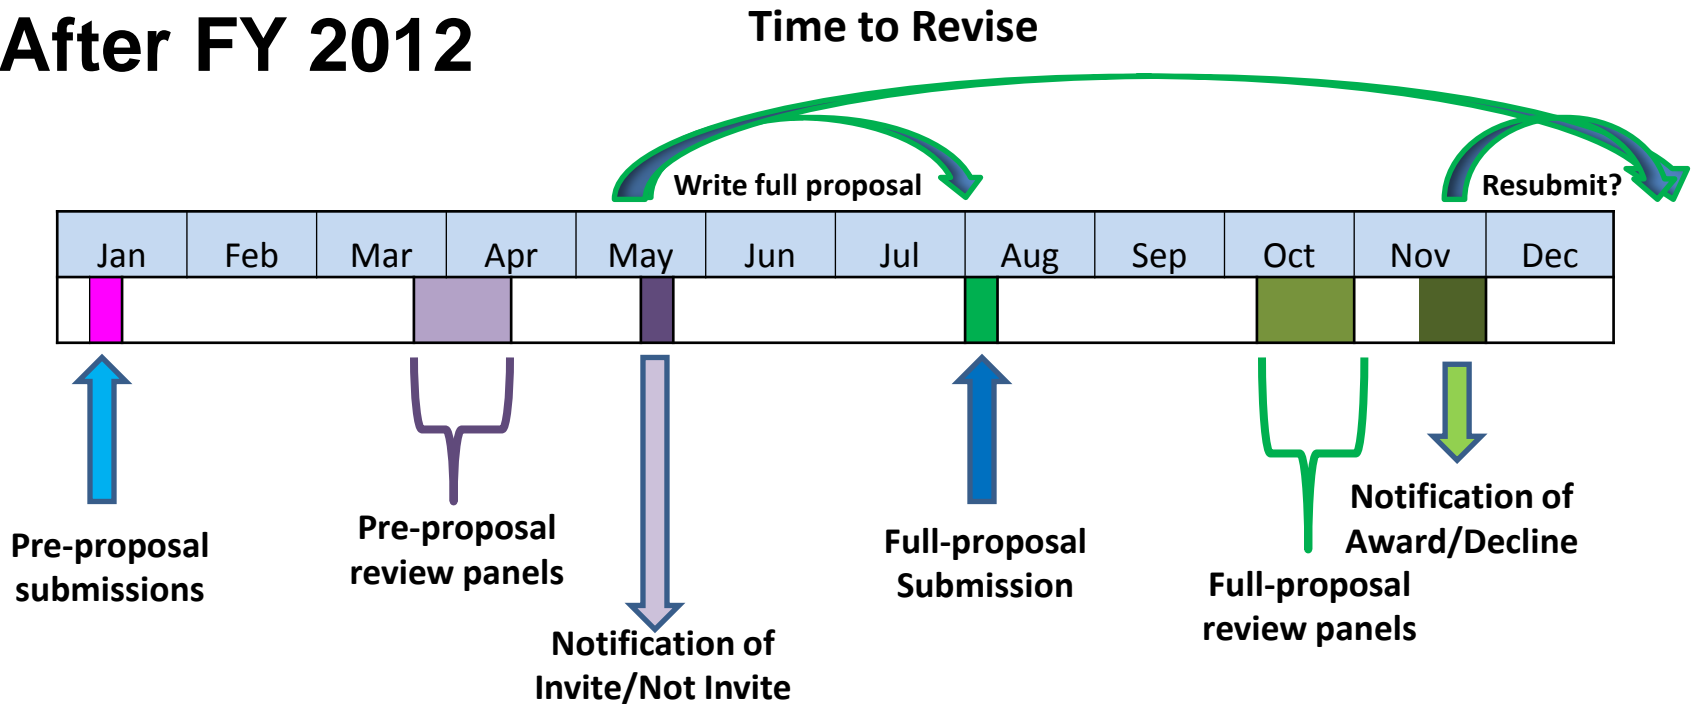 After FY 2012
Time to Revise
Write full proposal
Resubmit?
Jan Feb Mar Apr May Jun Jul Aug Sep Oct Nov Dec
Pre-proposal
submissions
Pre-proposal
review panels
Notification of
Invite/Not Invite
Full-proposal
Submission
Full-proposal
review panels
Notification of
Award/Decline